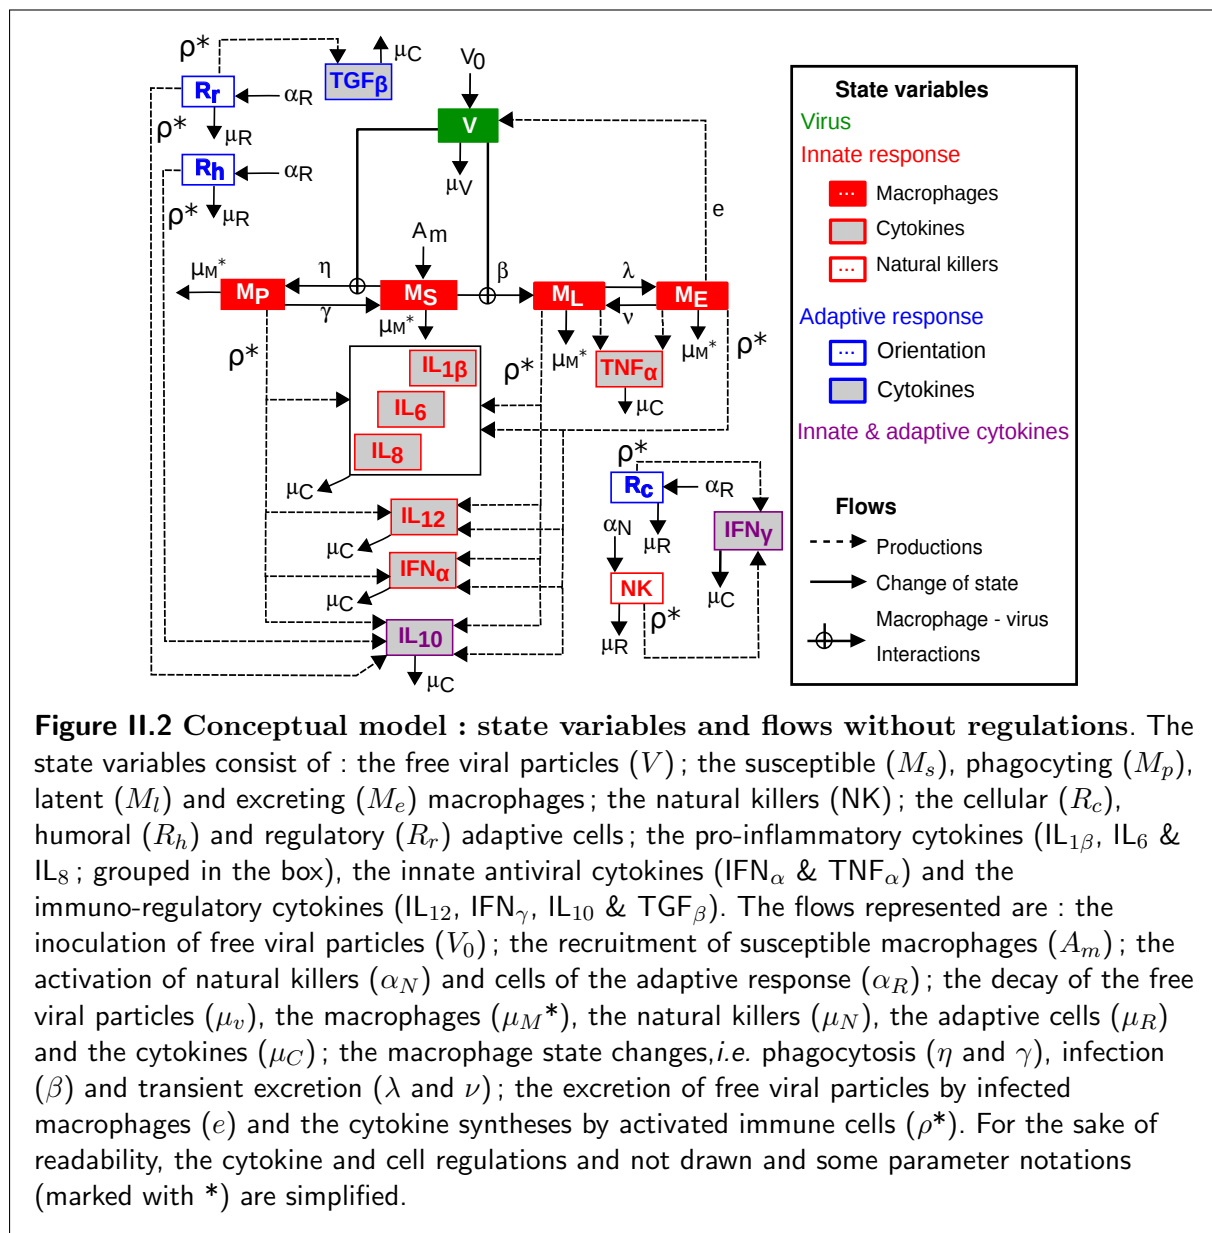 ρ*
TGFβ
μC
V0
Rr
αR
ρ*
μR
V
Rh
αR
ρ*
μR
μV
e
Am
μM*
MP
η
γ
MS
μM*
β
ML
λ
ν
ME
μM*
μM*
ρ*
ρ*
ρ*
IL1β
IL6
IL8
μC
TNFα
μC
IL12
μC
IFNα
μC
IL10
μC
ρ*
Rc
αR
μR
αN
IFNγ
μC
NK
ρ*
μR
State variables
Virus
Innate response
... Macrophages
Cytokines
... Natural killers
Adaptive response
... Orientation
Cytokines
Innate & adaptive cytokines
Flows
Productions
Change of state
Macrophage - virus
Interactions
Figure II.2 Conceptual model : state variables and flows without regulations. The
state variables consist of : the free viral particles (V) ; the susceptible (Ms), phagocyting (Mp),
latent (Ml) and excreting (Me) macrophages ; the natural killers (NK) ; the cellular (Rc),
humoral (Rh) and regulatory (Rr) adaptive cells ; the pro-inflammatory cytokines (IL1β, IL6 &
IL8 ; grouped in the box), the innate antiviral cytokines (IFNα & TNFα) and the
immuno-regulatory cytokines (IL12, IFNγ, IL10 & TGFβ). The flows represented are : the
inoculation of free viral particles (V0) ; the recruitment of susceptible macrophages (Am) ; the
activation of natural killers (αN) and cells of the adaptive response (αR) ; the decay of the free
viral particles (μv), the macrophages (μM*), the natural killers (μN), the adaptive cells (μR)
and the cytokines (μC) ; the macrophage state changes,i.e. phagocytosis (η and γ), infection
(β) and transient excretion (λ and ν) ; the excretion of free viral particles by infected
macrophages (e) and the cytokine syntheses by activated immune cells (ρ*). For the sake of
readability, the cytokine and cell regulations and not drawn and some parameter notations
(marked with *) are simplified.